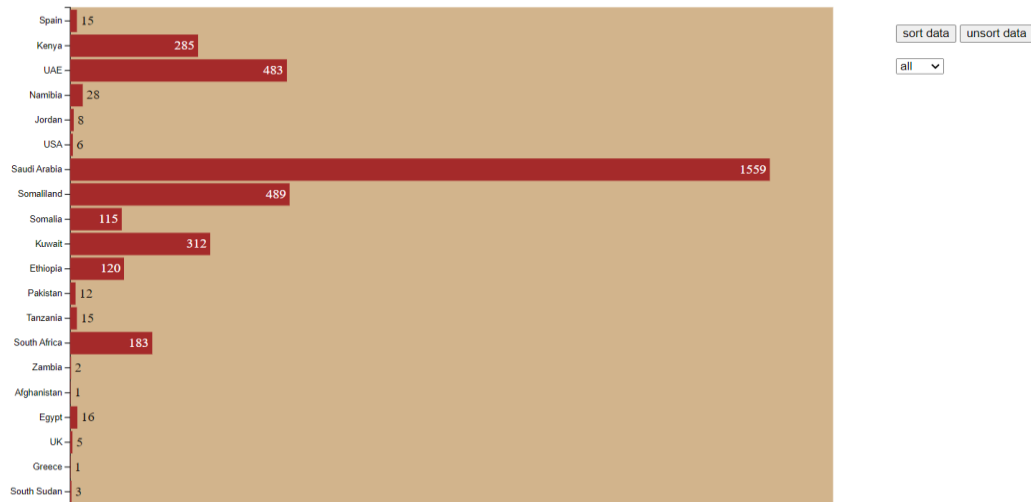 Spain 15
Kenya 285
UAE 483
Namibia 28
Jordan 8
USA 6
Saudi Arabia 1559
Somaliland 489
Somalia 115
Kuwait 312
Ethiopia 120
Pakistan 12
Tanzania 15
South Africa 183
Zambia 2
Afghanistan 1
Egypt 16
UK 5
Greece 1
South Sudan 3
sort data unsort data
all